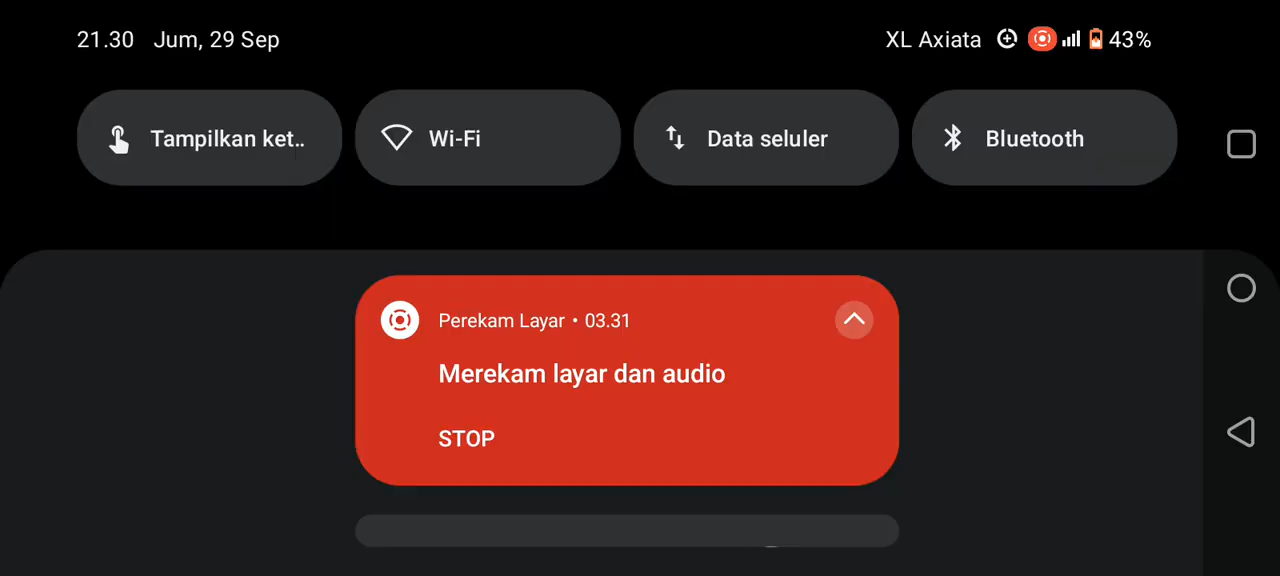 21.30 Jum, 29 Sep XL Axiata 43%
Tampilkan ket.. Wi-Fi Data seluler Bluetooth
Perekam Layar • 03.31
Merekam layar dan audio
STOP